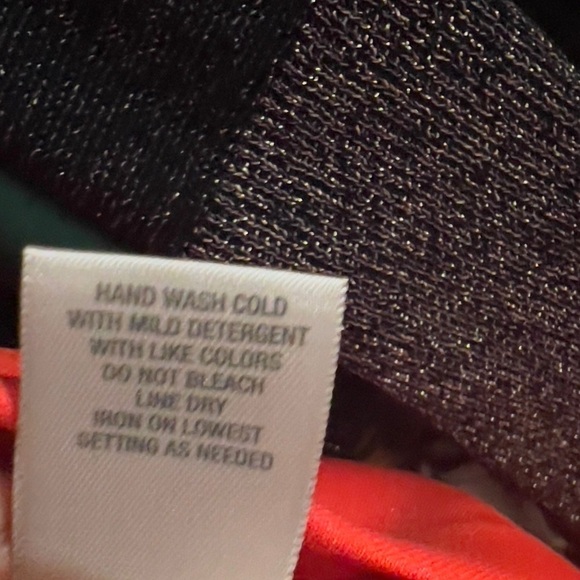 HAND WASH COLD
WITH MILD DETERGENT
WITH LIKE COLORS
DO NOT BLEACH
LINE DRY
IRON ON LOWEST
SETTING AS NEEDED